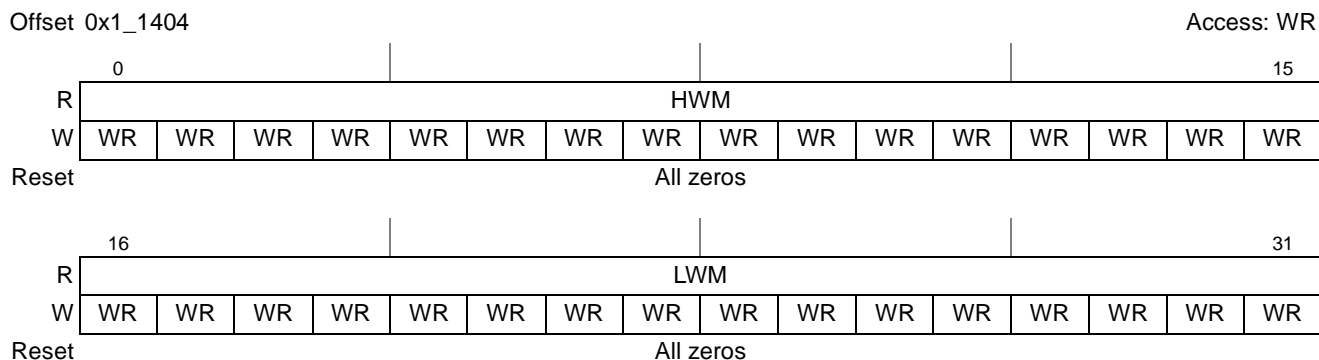 Offset 0x1_1404 Access: WR
0 15
R HWM
W WR WR WR WR WR WR WR WR WR WR WR WR WR WR WR WR
Reset All zeros
16 31
R LWM
W WR WR WR WR WR WR WR WR WR WR WR WR WR WR WR WR
Reset All zeros